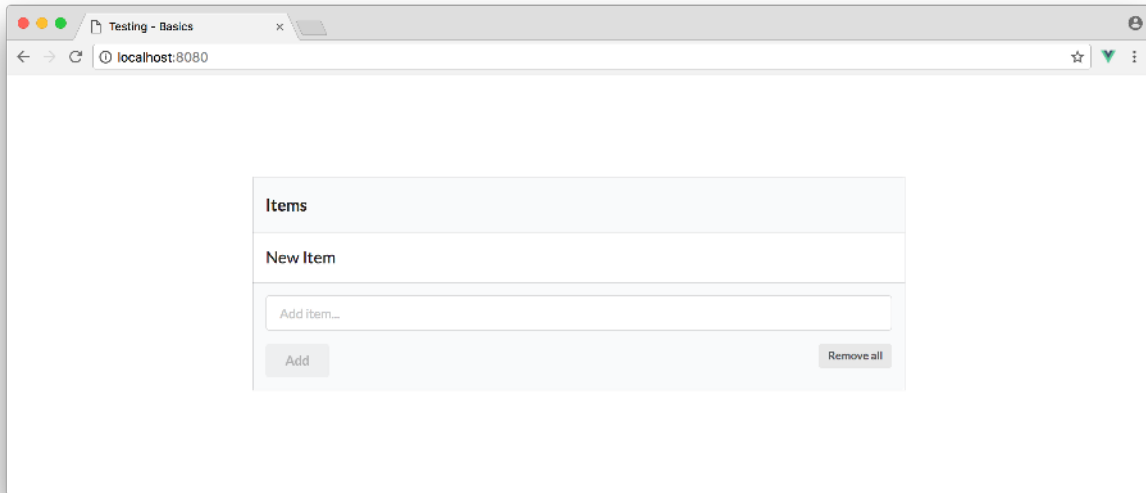 Testing - Basics
localhost:8080
Items
New Item
Add item...
Add
Remove all